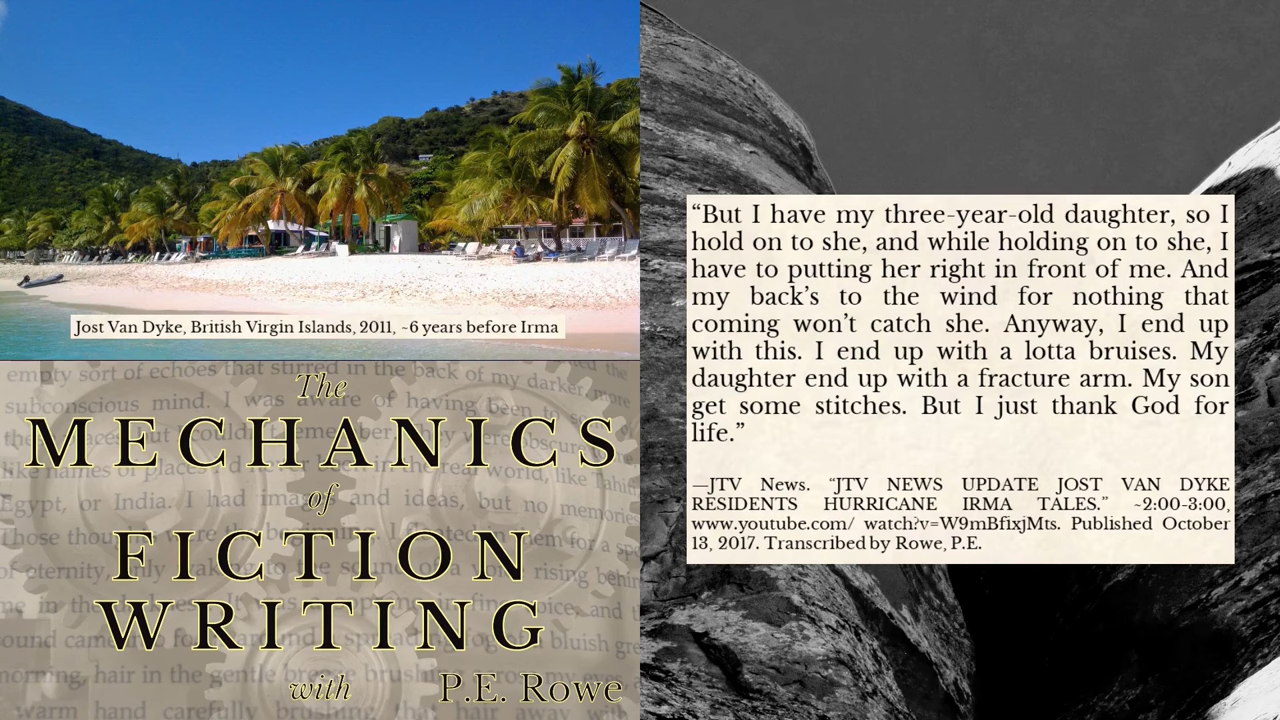 Jost Van Dyke, British Virgin Islands, 2011, ~6 years before Irma
The
MECHANICS
of
FICTION
WRITING
with P.E. Rowe
“But I have my three-year-old daughter, so I
hold on to she, and while holding on to she, I
have to putting her right in front of me. And
my back’s to the wind for nothing that
coming won’t catch she. Anyway, I end up
with this. I end up with a lotta bruises. My
daughter end up with a fracture arm. My son
get some stitches. But I just thank God for
life.”
—JTV News. “JTV NEWS UPDATE JOST VAN DYKE
RESIDENTS HURRICANE IRMA TALES.” ~2:00-3:00,
www.youtube.com/ watch?v=W9mBfixjMts. Published October
13, 2017. Transcribed by Rowe, P.E.